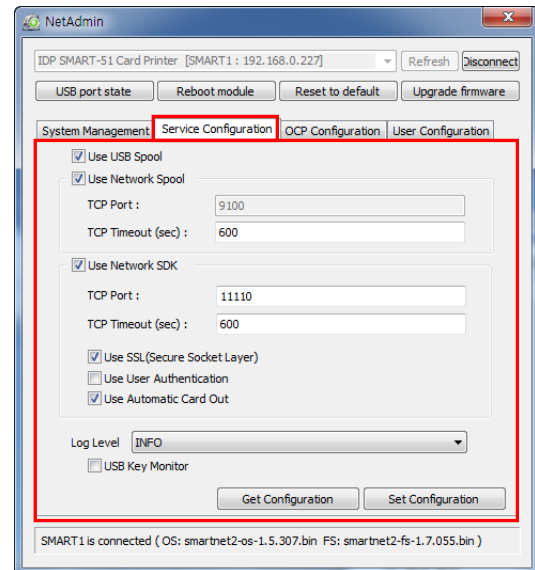 NetAdmin
IDP SMART-51 Card Printer [SMART1 : 192.168.0.227] Refresh Disconnect
USB port state Reboot module Reset to default Upgrade firmware
System Management Service Configuration OCP Configuration User Configuration
Use USB Spool
Use Network Spool
TCP Port : 9100
TCP Timeout (sec) : 600
Use Network SDK
TCP Port : 11110
TCP Timeout (sec) : 600
Use SSL(Secure Socket Layer)
Use User Authentication
Use Automatic Card Out
Log Level INFO
USB Key Monitor
Get Configuration Set Configuration
SMART1 is connected ( OS: smartnet2-os-1.5.307.bin FS: smartnet2-fs-1.7.055.bin )